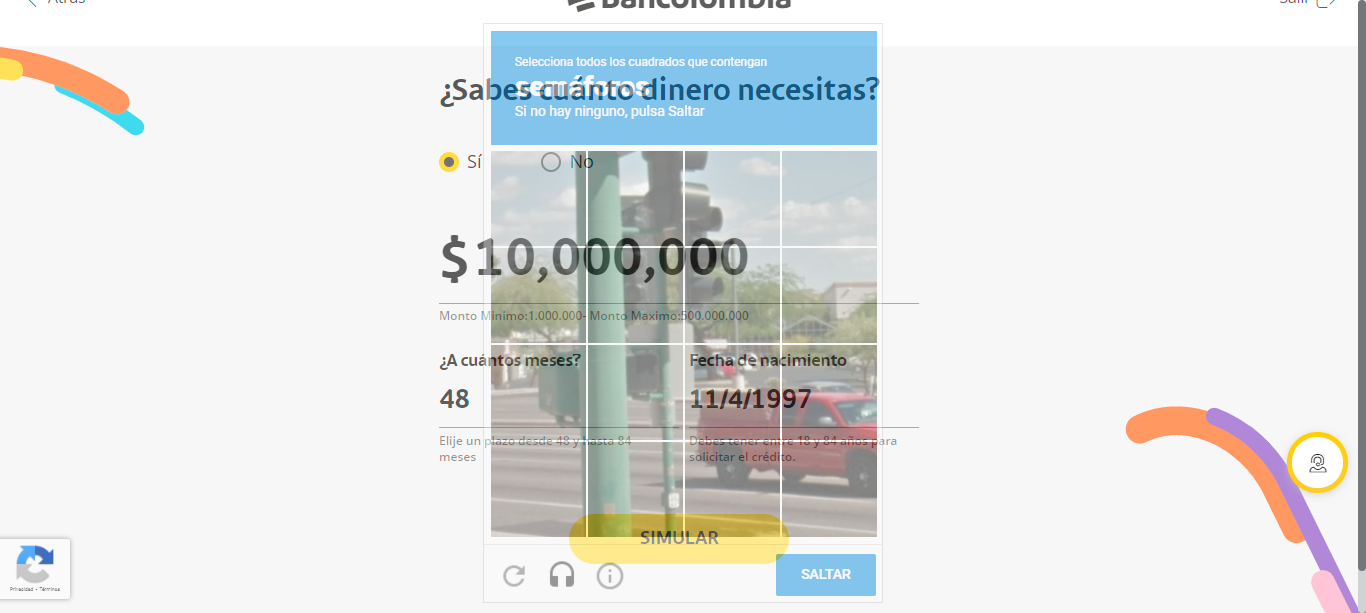 Atrás
Bancolombia
Salir
Selecciona todos los cuadrados que contengan
semáforos
¿Sabes cuánto dinero necesitas?
Si no hay ninguno, pulsa Saltar
Sí
No
$10,000,000
Monto Mínimo:1.000.000- Monto Maximo:500.000.000
¿A cuántos meses?
Fecha de nacimiento
48
11/4/1997
Elije un plazo desde 48 y hasta 84
meses
Debes tener entre 18 y 84 años para
solicitar el crédito.
SIMULAR
SALTAR
Privacidad - Términos